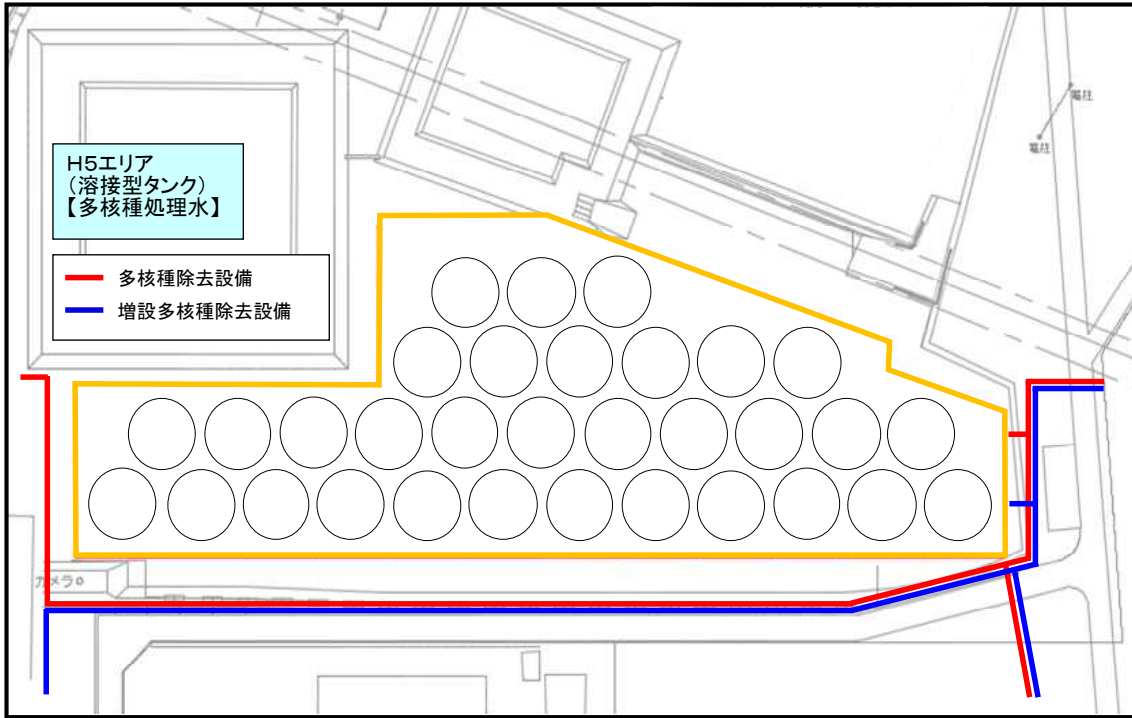 電柱
電柱
H5エリア
(溶接型タンク)
【多核種処理水】
多核種除去設備
増設多核種除去設備
カメラ